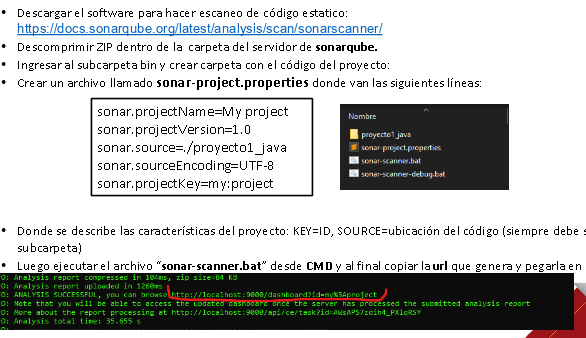 • Descargar el software para hacer escaneo de código estatico:
https://docs.sonarqube.org/latest/analysis/scan/sonarscanner/
• Descomprimir ZIP dentro de la carpeta del servidor de sonarqube.
• Ingresar al subcarpeta bin y crear carpeta con el código del proyecto:
• Crear un archivo llamado sonar-project.properties donde van las siguientes líneas:
sonar.projectName=My project
sonar.projectVersion=1.0
sonar.source=./proyecto1_java
sonar.sourceEncoding=UTF-8
sonar.projectKey=my:project
Nombre
proyecto1_java
sonar-project.properties
sonar-scanner.bat
sonar-scanner-debug.bat
• Donde se describe las características del proyecto: KEY=ID, SOURCE=ubicación del código (siempre debe s
subcarpeta)
• Luego ejecutar el archivo “sonar-scanner.bat” desde CMD y al final copiar la url que genera y pegarla en
O: Analysis report compressed in 104ms, zip size=84 KB
O: Analysis report uploaded in 1260ms
O: ANALYSIS SUCCESSFUL, you can browse http://localhost:9000/dashboard?id=my%3Aproject
O: Note that you will be able to access the updated dashboard once the server has processed the submitted analysis report
O: More about the report processing at http://localhost:9000/api/ce/task?id=
O: Analysis total time: 35.655 s